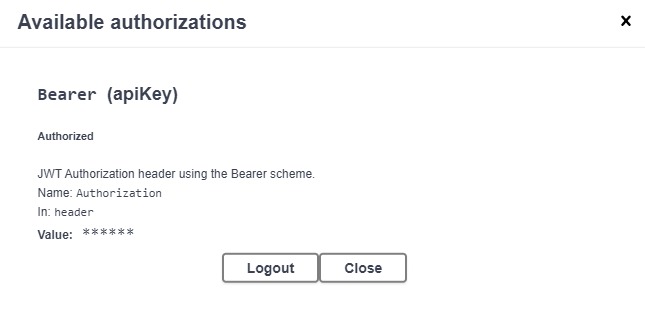 Available authorizations x
Bearer (apiKey)
Authorized
JWT Authorization header using the Bearer scheme.
Name: Authorization
In: header
Value: ******
Logout Close